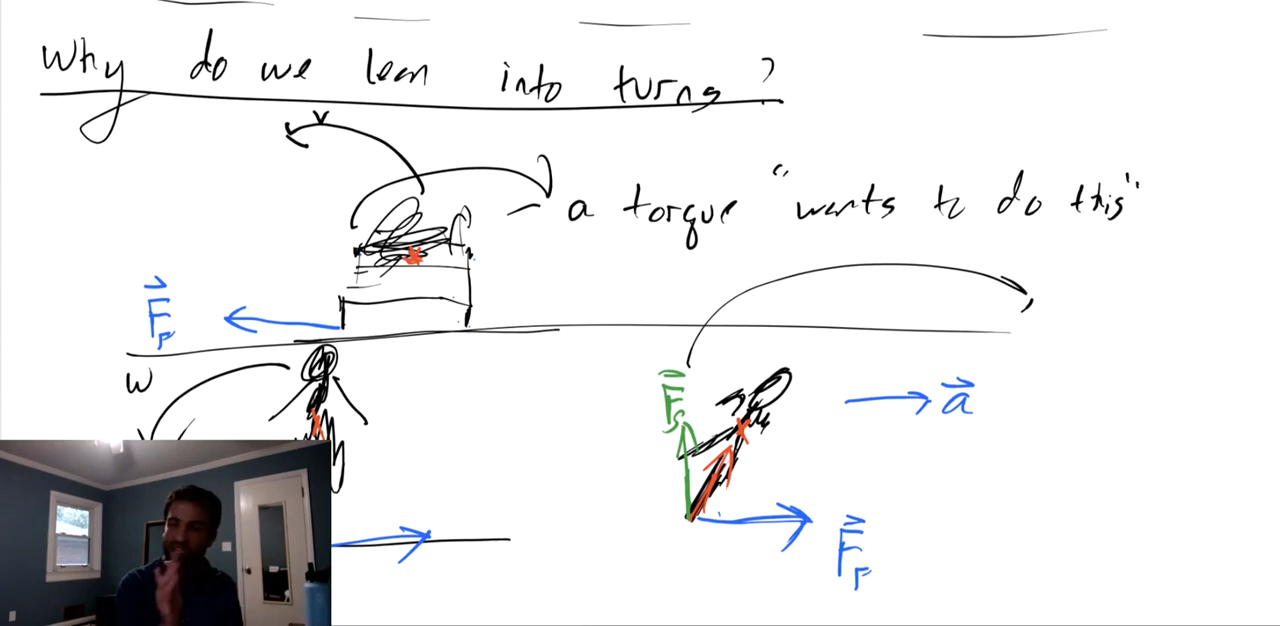 Why do we lean into turns?
a torque "wants to do this"
F
ω
F
a
F